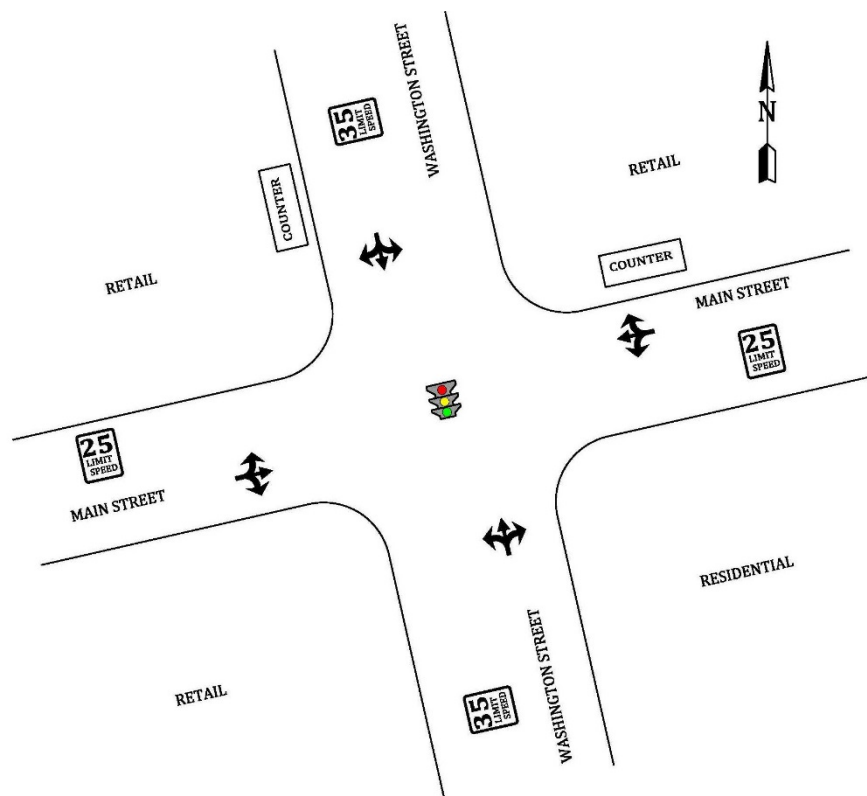 WASHINGTON STREET
35
LIMIT
SPEED
N
RETAIL
COUNTER
COUNTER
RETAIL
MAIN STREET
25
LIMIT
SPEED
25
LIMIT
SPEED
MAIN STREET
RESIDENTIAL
RETAIL
WASHINGTON STREET
35
LIMIT
SPEED